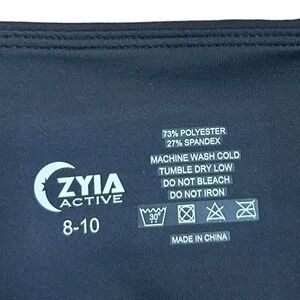 ZYIA
ACTIVE
8-10
73% POLYESTER
27% SPANDEX
MACHINE WASH COLD
TUMBLE DRY LOW
DO NOT BLEACH
DO NOT IRON
30°
MADE IN CHINA